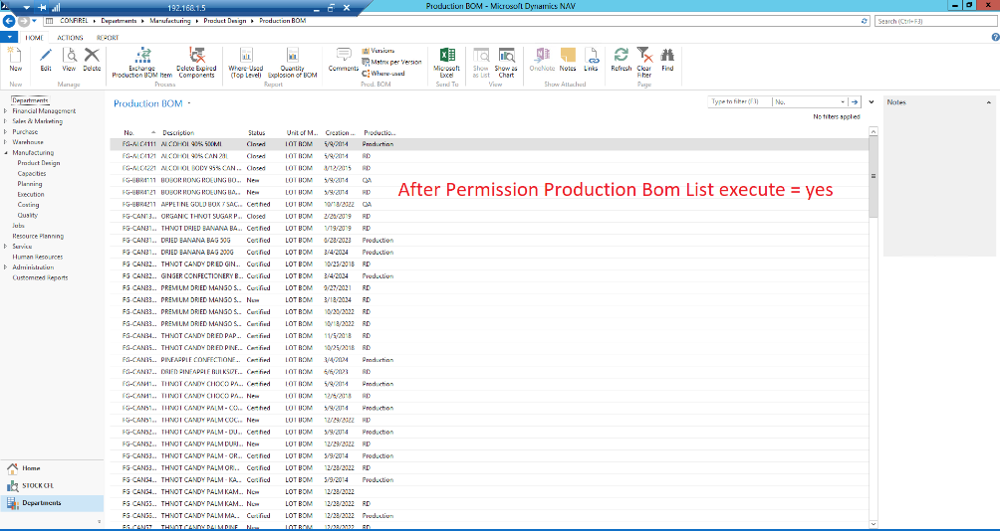 192.168.1.5
Production BOM - Microsoft Dynamics NAV
CONFIREL Departments Manufacturing Product Design Production BOM
Search (Ctrl+F3)
HOME ACTIONS REPORT
New Edit View Delete Exchange Production BOM Item Delete Expired Components Where-Used (Top Level) Quantity Explosion of BOM Comments Versions Matrix per Version Where-used Microsoft Excel Show as List Show as Chart OneNote Notes Links Refresh Clear Filter Find
New Manage Process Report Prod. BOM Send To View Show Attached Page
Departments
Financial Management
Sales & Marketing
Purchase
Warehouse
Manufacturing
Product Design
Capacities
Planning
Execution
Costing
Quality
Jobs
Resource Planning
Service
Human Resources
Administration
Customized Reports
Home
STOCK CFL
Departments
Production BOM
Type to filter (F3) No.
No filters applied
No. Description Status Unit of M... Creation ... Productio...
FG-ALC4111 ALCOHOL 90% 500ML Closed LOT BOM 5/9/2014 Production
FG-ALC4121 ALCOHOL 90% CAN 28L Closed LOT BOM 5/9/2014 RD
FG-ALC4221 ALCOHOL BODY 95% CAN ... Closed LOT BOM 8/12/2015 RD
FG-BBR4111 BOBOR RONG ROEUNG BO... New LOT BOM 5/9/2014 QA
FG-BBR4121 BOBOR RONG ROEUNG BA... New LOT BOM 5/9/2014 RD
FG-BBR4211 APPETINE GOLD BOX 7 SAC... Certified LOT BOM 10/18/2022 QA
FG-CAN13... ORGANIC THNOT SUGAR P... Closed LOT BOM 2/26/2019 RD
FG-CAN31... THNOT DRIED BANANA BA... Certified LOT BOM 1/19/2019 RD
FG-CAN31... DRIED BANANA BAG 50G Certified LOT BOM 6/28/2023 Production
FG-CAN31... DRIED BANANA BAG 200G Certified LOT BOM 3/4/2024 Production
FG-CAN32... THNOT CANDY DRIED GIN... Certified LOT BOM 10/25/2018 RD
FG-CAN32... GINGER CONFECTIONERY B... Certified LOT BOM 3/4/2024 Production
FG-CAN33... PREMIUM DRIED MANGO S... Certified LOT BOM 9/27/2021 RD
FG-CAN33... PREMIUM DRIED MANGO S... New LOT BOM 3/18/2024 RD
FG-CAN33... PREMIUM DRIED MANGO S... Certified LOT BOM 10/20/2022 RD
FG-CAN33... PREMIUM DRIED MANGO S... Certified LOT BOM 10/18/2022 RD
FG-CAN34... THNOT CANDY DRIED PAP... Certified LOT BOM 11/5/2018 RD
FG-CAN35... THNOT CANDY DRIED PINE... Certified LOT BOM 10/25/2018 RD
FG-CAN35... PINEAPPLE CONFECTIONE... Certified LOT BOM 3/4/2024 Production
FG-CAN37... DRIED PINEAPPLE BULKSIZE... Certified LOT BOM 6/6/2023 RD
FG-CAN41... THNOT CANDY CHOCO PA... Certified LOT BOM 5/9/2014 Production
FG-CAN41... THNOT CANDY CHOCO PA... New LOT BOM 12/6/2018 RD
FG-CAN51... THNOT CANDY PALM - CO... Certified LOT BOM 5/9/2014 Production
FG-CAN51... THNOT CANDY PALM COC... New LOT BOM 12/29/2022 RD
FG-CAN52... THNOT CANDY PALM - DU... Certified LOT BOM 5/9/2014 Production
FG-CAN52... THNOT CANDY PALM DURI... New LOT BOM 12/29/2022 RD
FG-CAN53... THNOT CANDY PALM - OR... Certified LOT BOM 5/9/2014 Production
FG-CAN53... THNOT CANDY PALM ORI... Certified LOT BOM 12/28/2022 RD
FG-CAN54... THNOT CANDY PALM - KA... Certified LOT BOM 5/9/2014 Production
FG-CAN54... THNOT CANDY PALM KAM... New LOT BOM 12/28/2022
FG-CAN55... THNOT CANDY PALM KAM... New LOT BOM 12/28/2022 RD
FG-CAN56... THNOT CANDY PALM MA... Certified LOT BOM 12/28/2022 Production
FG-CAN57... THNOT CANDY PALM PINE... New LOT BOM 12/28/2022 RD
After Permission Production Bom List execute = yes
Notes